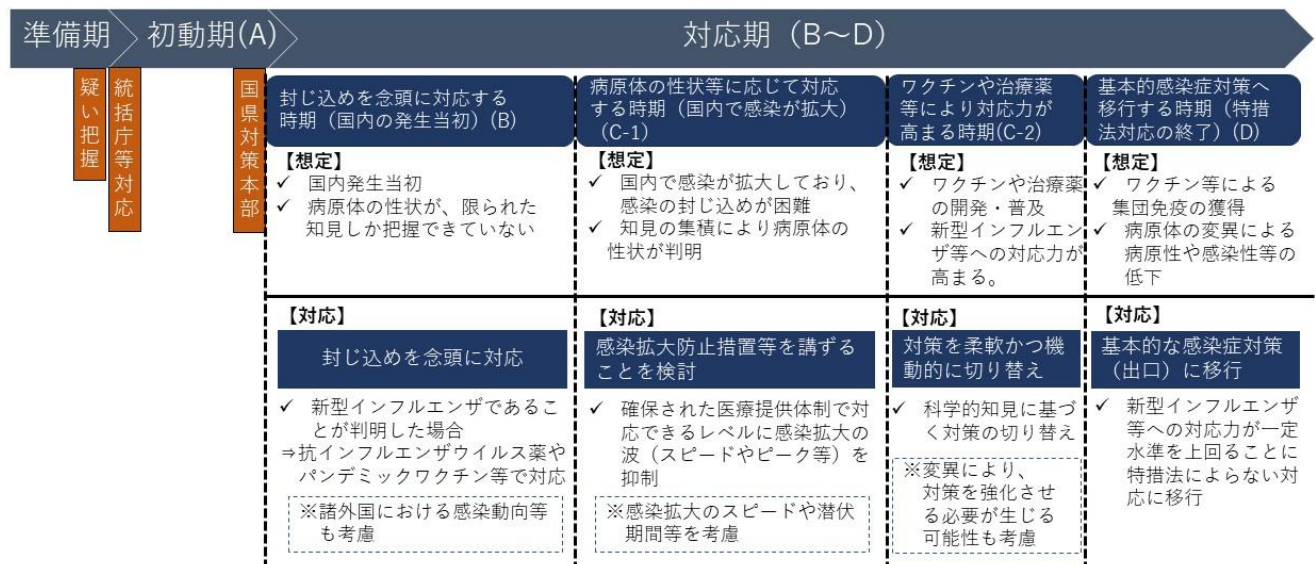 準備期
初動期(A)
対応期（B～D）
疑い把握
統括庁等対応
国県対策本部
封じ込めを念頭に対応する
時期（国内の発生当初）(B)
【想定】
✓ 国内発生当初
✓ 病原体の性状が、限られた
知見しか把握できていない
【対応】
封じ込めを念頭に対応
✓ 新型インフルエンザであるこ
とが判明した場合
⇒抗インフルエンザウイルス薬や
パンデミックワクチン等で対応
※諸外国における感染動向等
も考慮
病原体の性状等に応じて対応
する時期（国内で感染が拡大）
(C-1)
【想定】
✓ 国内で感染が拡大しており、
感染の封じ込めが困難
✓ 知見の集積により病原体の
性状が判明
【対応】
感染拡大防止措置等を講ずる
ことを検討
✓ 確保された医療提供体制で対
応できるレベルに感染拡大の
波（スピードやピーク等）を
抑制
※感染拡大のスピードや潜伏
期間等を考慮
ワクチンや治療薬
等により対応力が
高まる時期(C-2)
【想定】
✓ ワクチンや治療薬
の開発・普及
✓ 新型インフルエン
ザ等への対応力が
高まる。
【対応】
対策を柔軟かつ機
動的に切り替え
✓ 科学的知見に基づ
く対策の切り替え
※変異により、
対策を強化させ
る必要が生じる
可能性も考慮
基本的感染症対策へ
移行する時期（特措
法対応の終了）(D)
【想定】
✓ ワクチン等による
集団免疫の獲得
✓ 病原体の変異による
病原性や感染性等の
低下
【対応】
基本的な感染症対策
（出口）に移行
✓ 新型インフルエンザ
等への対応力が一定
水準を上回ることに
特措法によらない対
応に移行